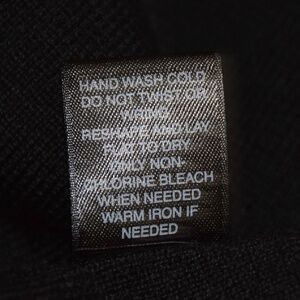 HAND WASH COLD
DO NOT TWIST OR
WRING
RESHAPE AND LAY
FLAT TO DRY
ONLY NON-
CHLORINE BLEACH
WHEN NEEDED
WARM IRON IF
NEEDED